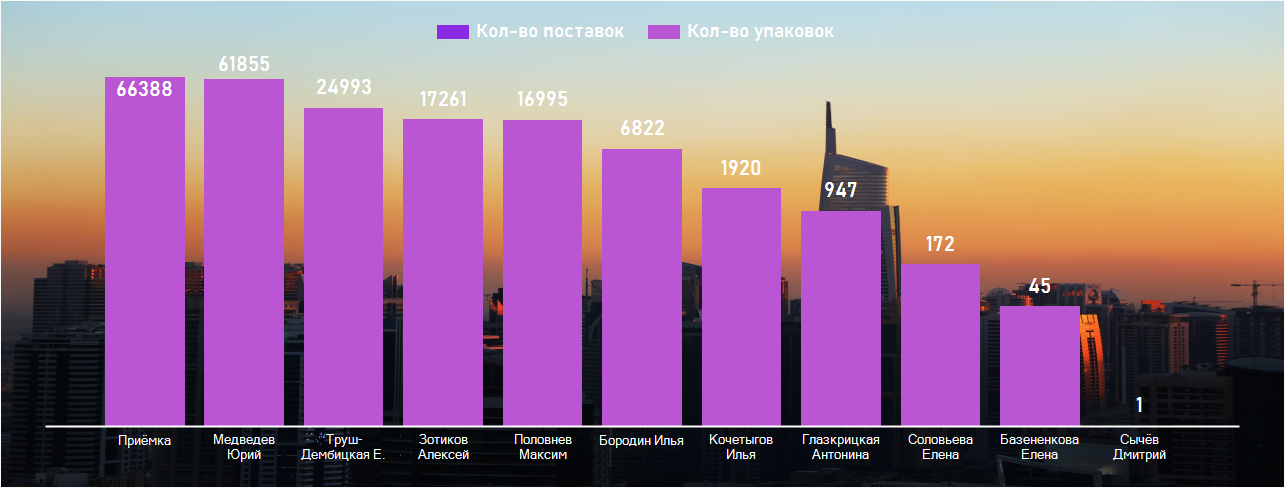 Кол-во поставок Кол-во упаковок
66388
61855
24993
17261
16995
6822
1920
947
172
45
1
Приёмка
Медведев
Юрий
Труш-
Дембицкая Е.
Зотиков
Алексей
Половнев
Максим
Бородин Илья
Кочетыгов
Илья
Глазкрицкая
Антонина
Соловьева
Елена
Базененкова
Елена
Сычёв
Дмитрий